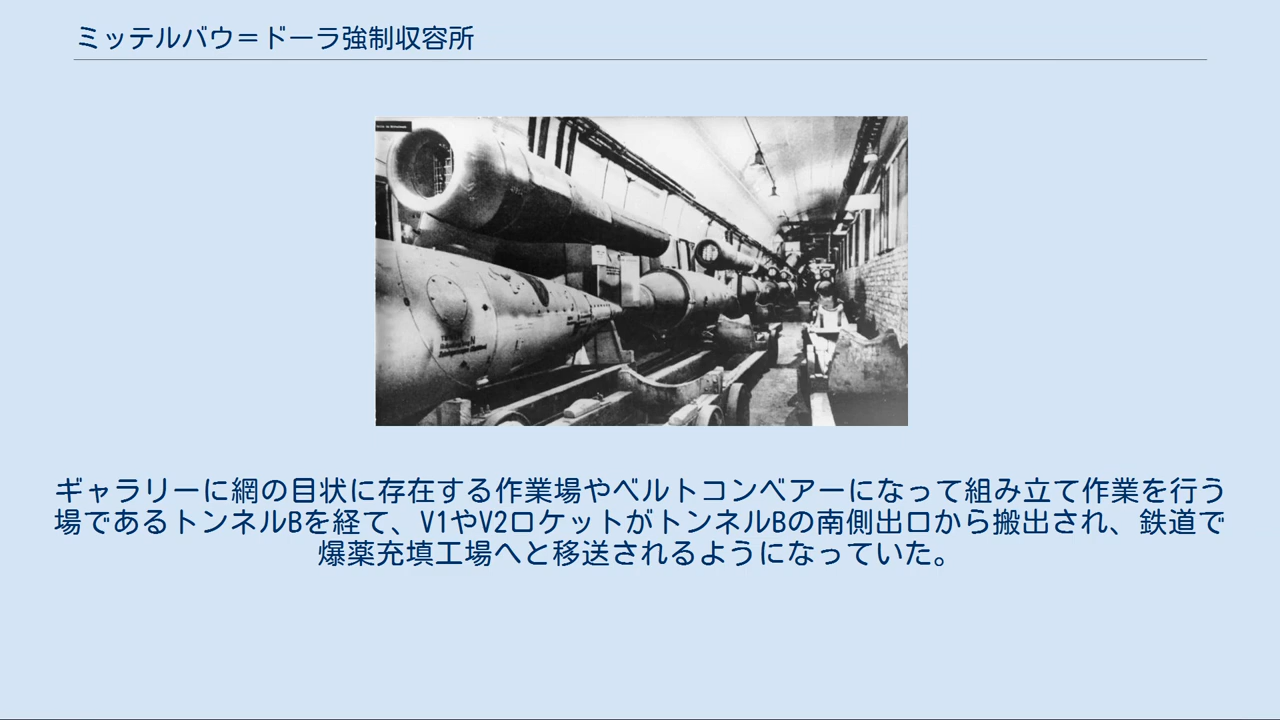 ミッテルバウ＝ドーラ強制収容所
ギャラリーに網の目状に存在する作業場やベルトコンベアーになって組み立て作業を行う
場であるトンネルBを経て、V1やV2ロケットがトンネルBの南側出口から搬出され、鉄道で
爆薬充填工場へと移送されるようになっていた。